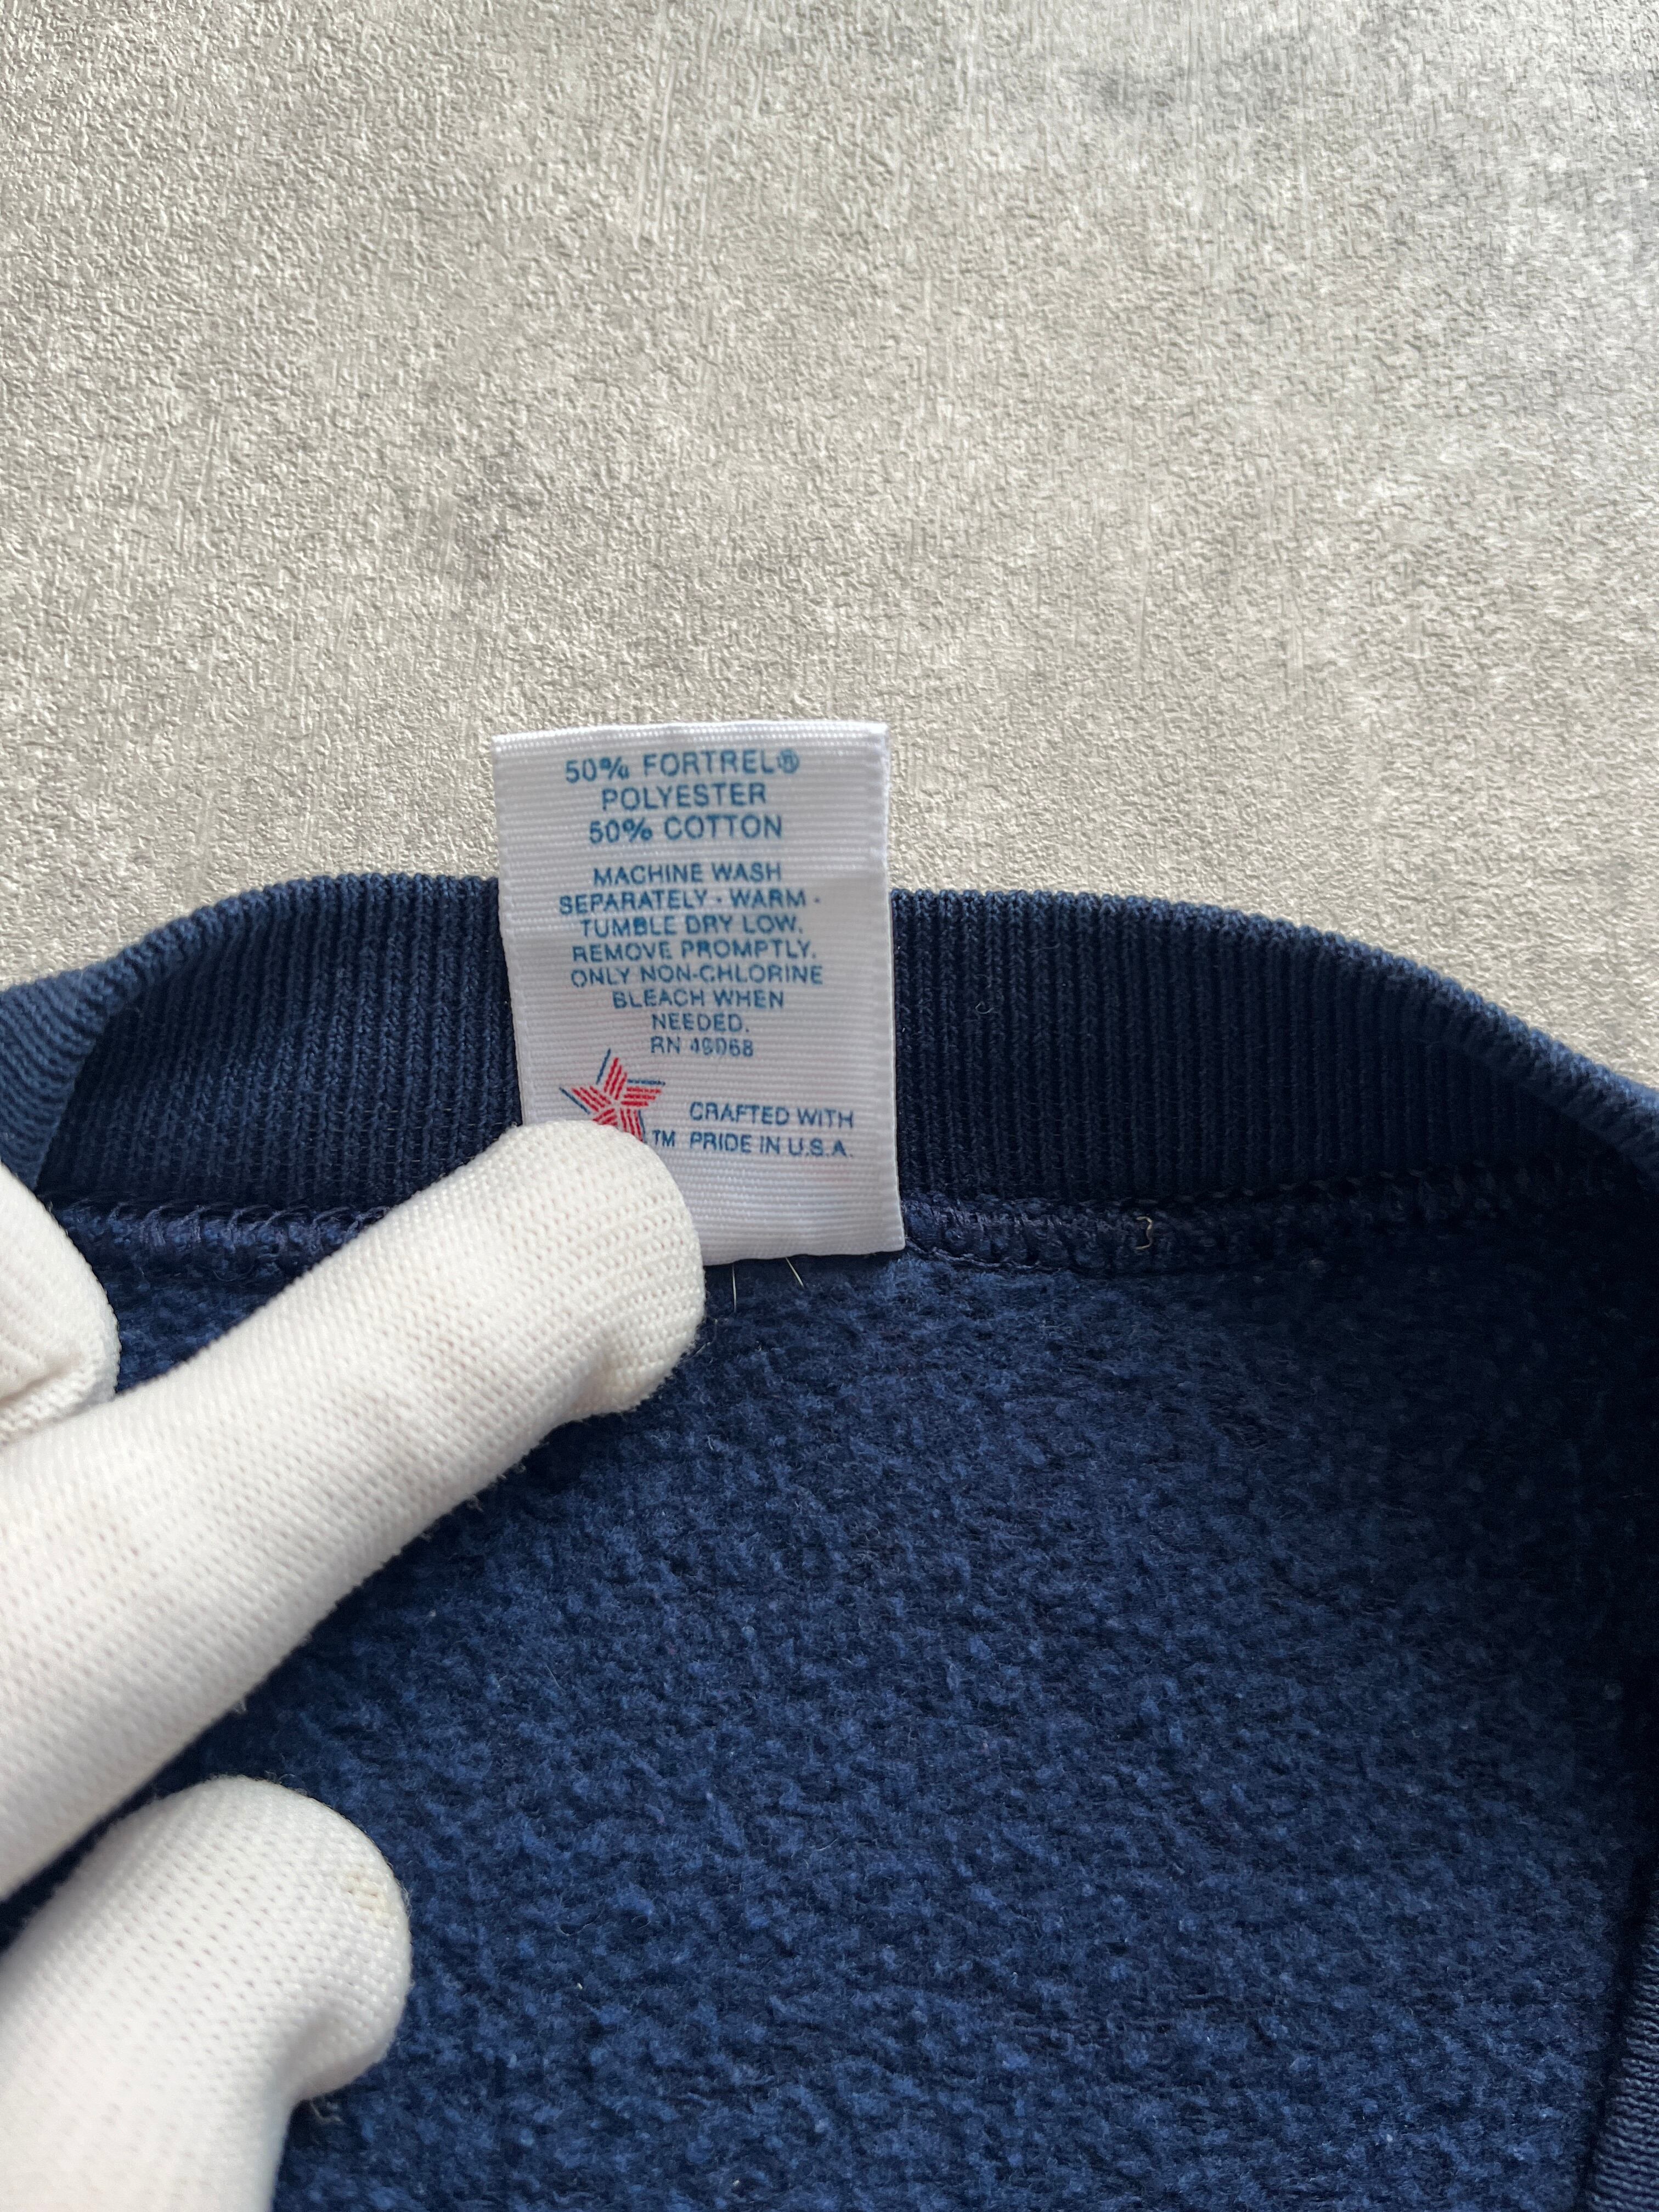 50% FORTREL®
POLYESTER
50% COTTON
MACHINE WASH
SEPARATELY - WARM -
TUMBLE DRY LOW.
REMOVE PROMPTLY.
ONLY NON-CHLORINE
BLEACH WHEN
NEEDED.
RN
CRAFTED WITH
TM PRIDE IN U.S.A.